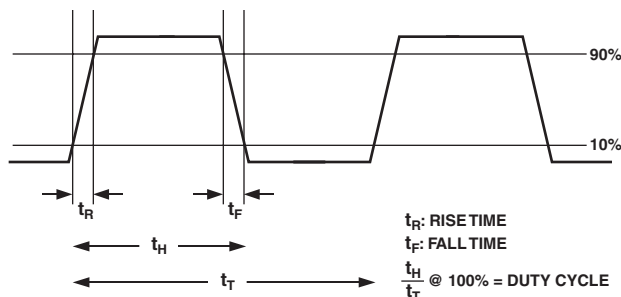 90%
10%
tR
tF
tH
tT
tR: RISE TIME
tF: FALL TIME
tH
tT
@ 100% = DUTY CYCLE